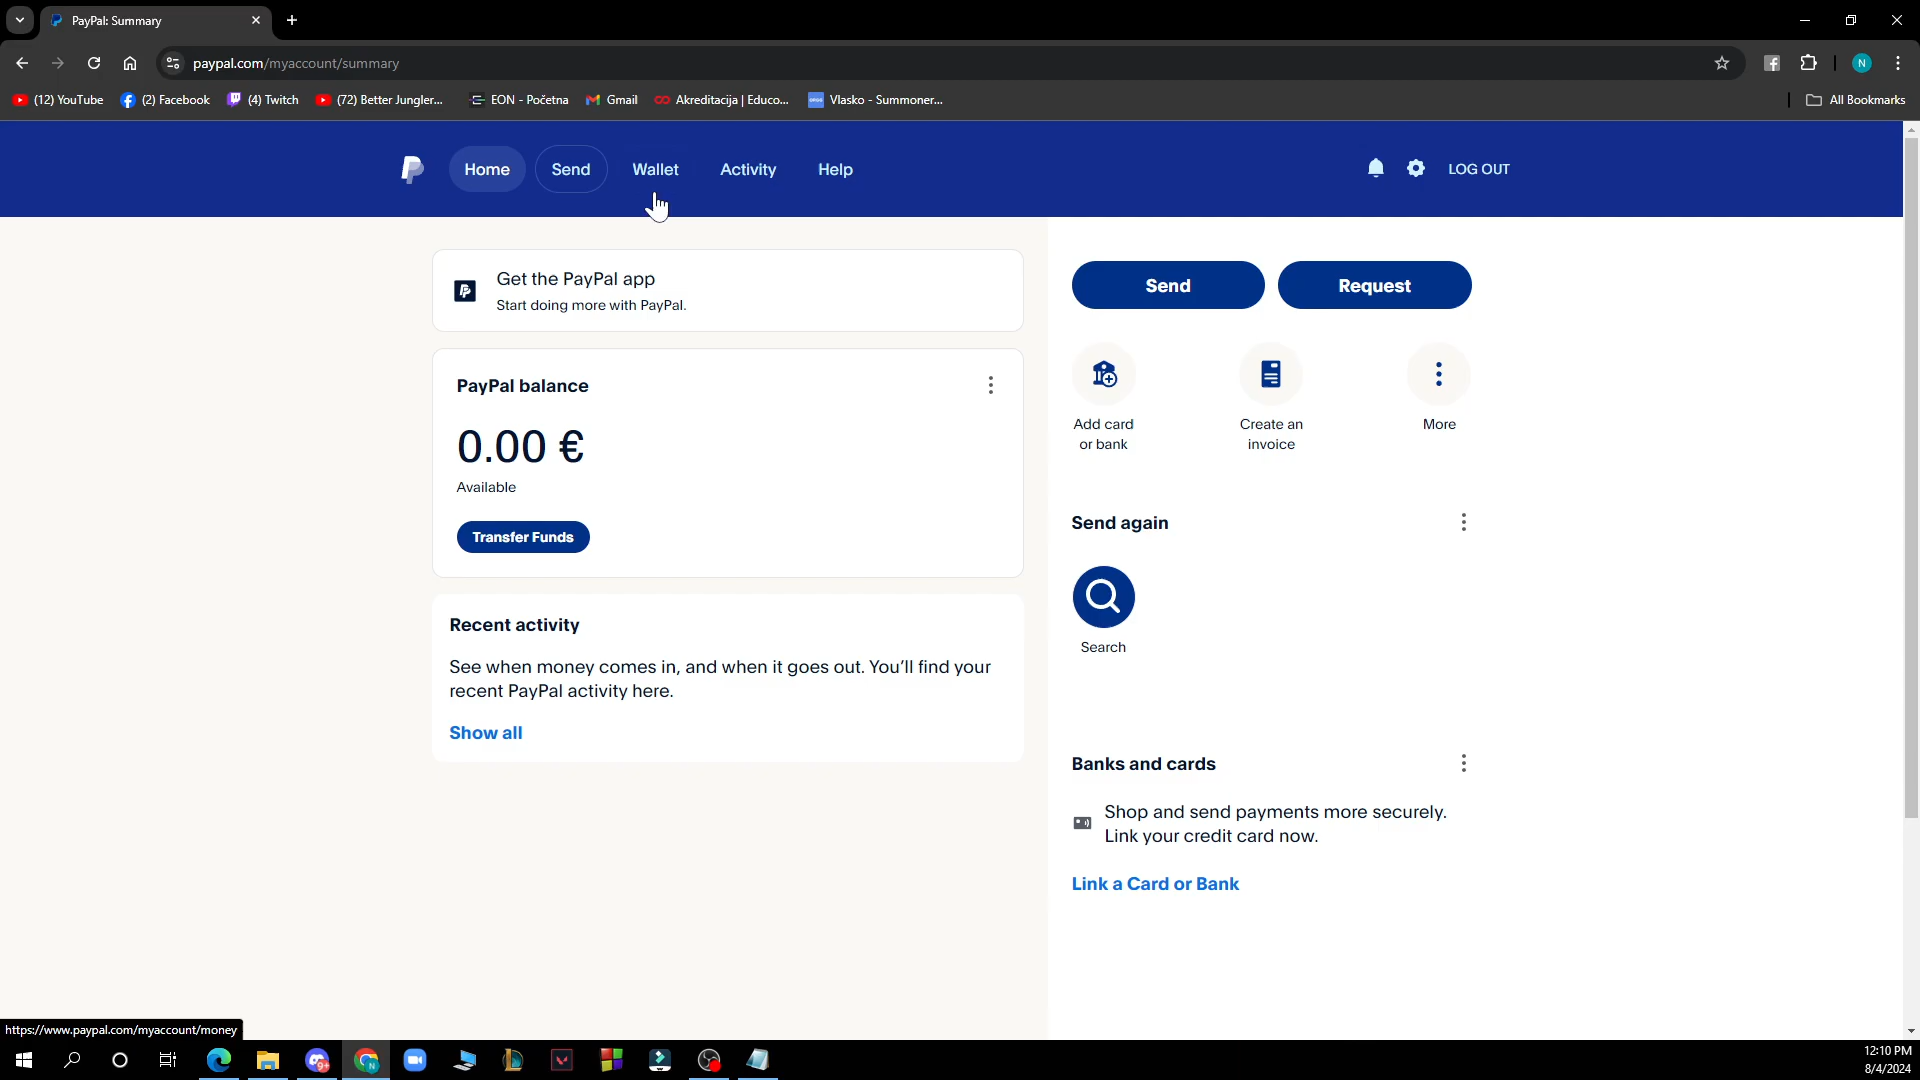 PayPal: Summary
paypal.com/myaccount/summary
(12) YouTube
(2) Facebook
(4) Twitch
(72) Better Jungler...
EON - Početna
Gmail
Akreditacija | Educo...
Vlasko - Summoner...
All Bookmarks
N
Home
Send
Wallet
Activity
Help
LOG OUT
Get the PayPal app
Start doing more with PayPal.
PayPal balance
0.00 €
Available
Transfer Funds
Recent activity
See when money comes in, and when it goes out. You'll find your
recent PayPal activity here.
Show all
Send
Request
Add card
or bank
Create an
invoice
More
Send again
Search
Banks and cards
Shop and send payments more securely.
Link your credit card now.
Link a Card or Bank
https://www.paypal.com/myaccount/money
9+
N
12:10 PM
8/4/2024